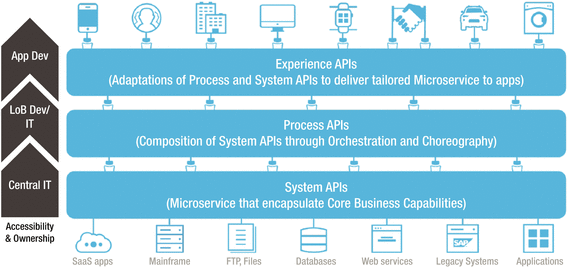 App Dev
Experience APIs
(Adaptations of Process and System APIs to deliver tailored Microservice to apps)
LoB Dev/
IT
Process APIs
(Composition of System APIs through Orchestration and Choreography)
Central IT
System APIs
(Microservice that encapsulate Core Business Capabilities)
Accessibility
& Ownership
SAP
SaaS apps
Mainframe
FTP, Files
Databases
Web services
Legacy Systems
Applications